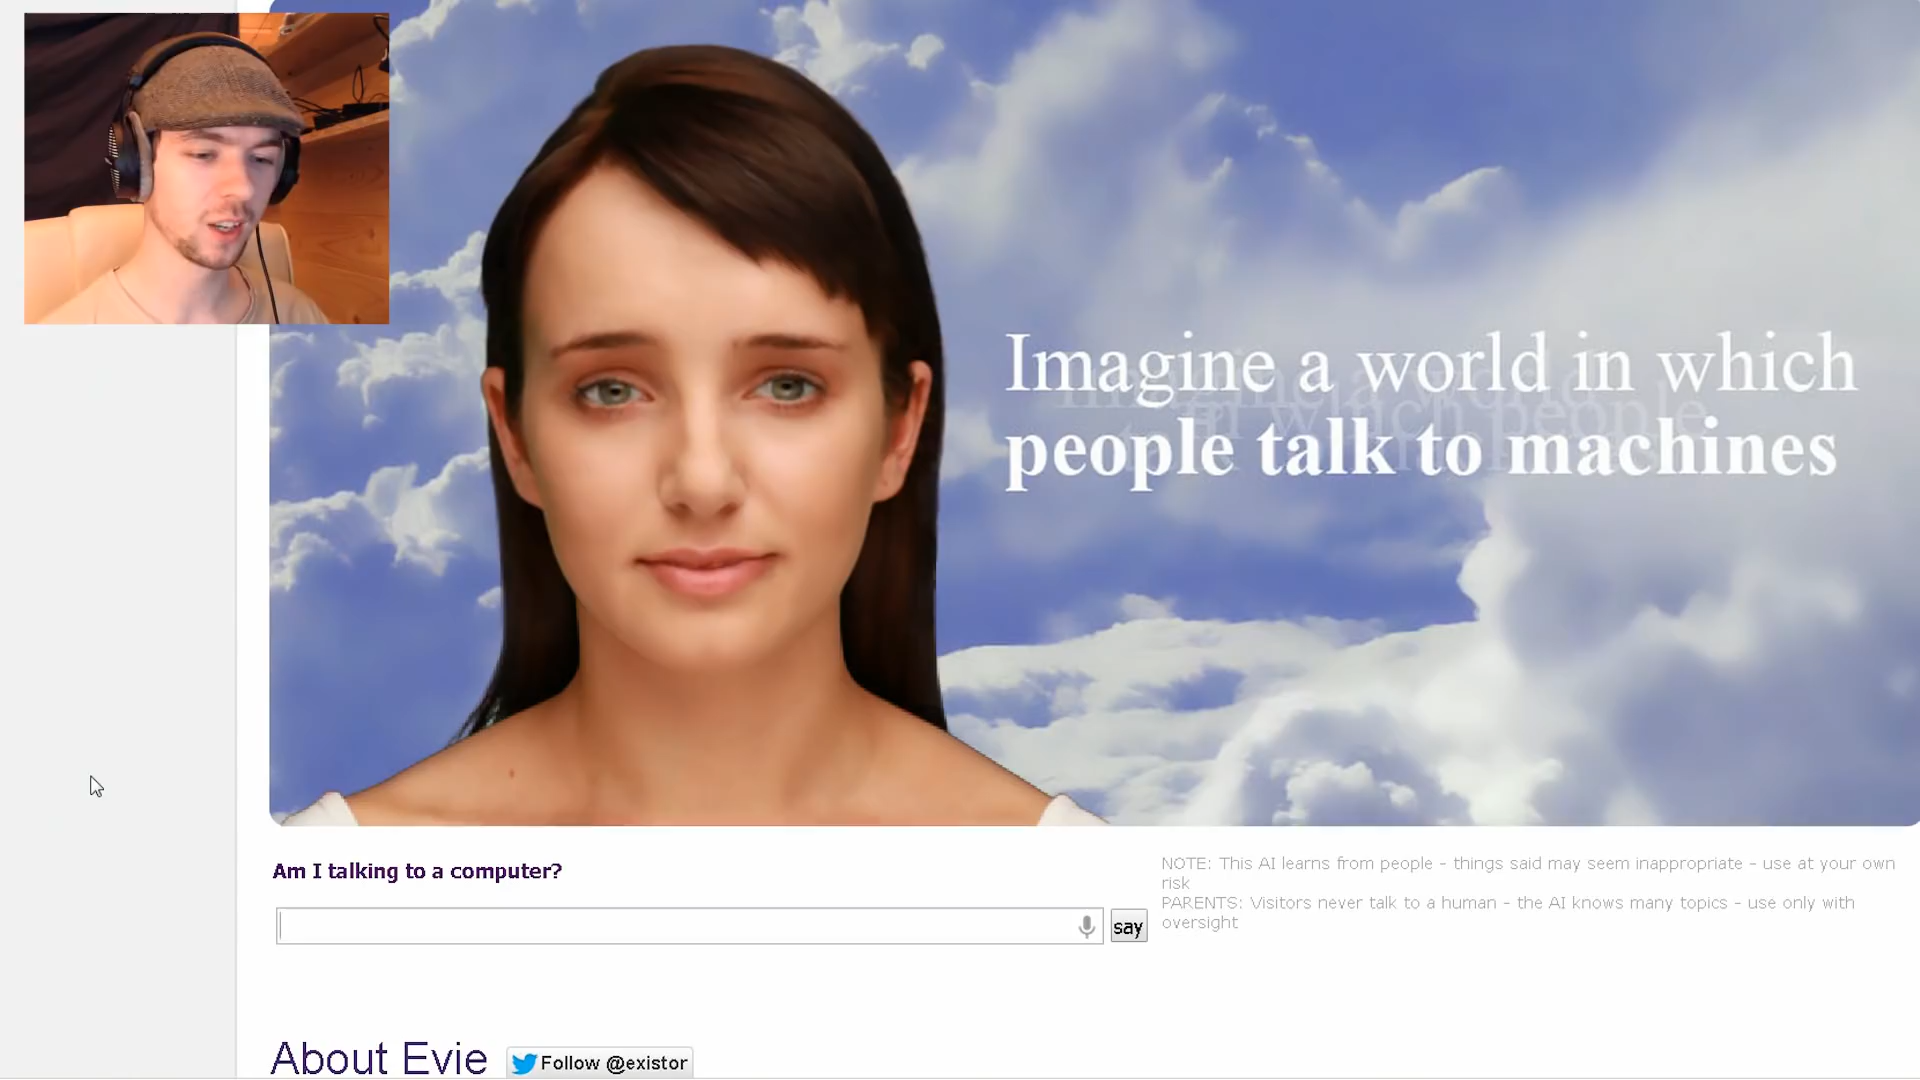 Imagine a world in which
people talk to machines
Am I talking to a computer?
say
NOTE: This AI learns from people - things said may seem inappropriate - use at your own
risk
PARENTS: Visitors never talk to a human - the AI knows many topics - use only with
oversight
About Evie
Follow @existor